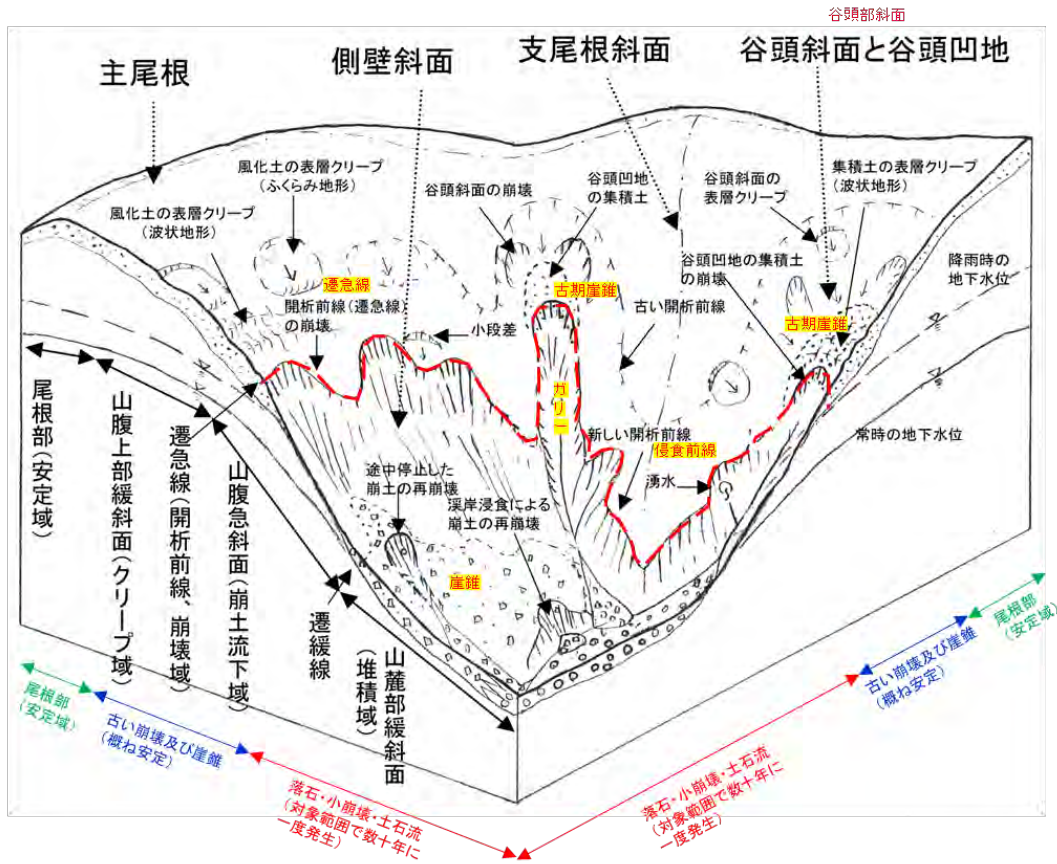 谷頭部斜面
主尾根
側壁斜面
支尾根斜面
谷頭斜面と谷頭凹地
風化土の表層クリープ
(ふくらみ地形)
風化土の表層クリープ
(波状地形)
谷頭斜面の崩壊
谷頭凹地
の集積土
谷頭斜面の
表層クリープ
集積土の表層クリープ
(波状地形)
谷頭凹地の集積土
の崩壊
降雨時の
地下水位
遷急線
開析前線(遷急線)
の崩壊
小段差
古期崖錐
古い開析前線
古期崖錐
ガリー
新しい開析前線
侵食前線
湧水
常時の地下水位
途中停止した
崩土の再崩壊
渓岸浸食による
崩土の再崩壊
崖錐
尾根部(安定域)
山腹上部緩斜面(クリープ域)
遷急線(開析前線、崩壊域)
山腹急斜面(崩土流下域)
遷緩線
山麓部緩斜面
(堆積域)
尾根部
(安定域)
古い崩壊及び崖錐
(概ね安定)
落石・小崩壊・土石流
(対象範囲で数十年に
一度発生)
落石・小崩壊・土石流
(対象範囲で数十年に
一度発生)
古い崩壊及び崖錐
(概ね安定)
尾根部
(安定域)